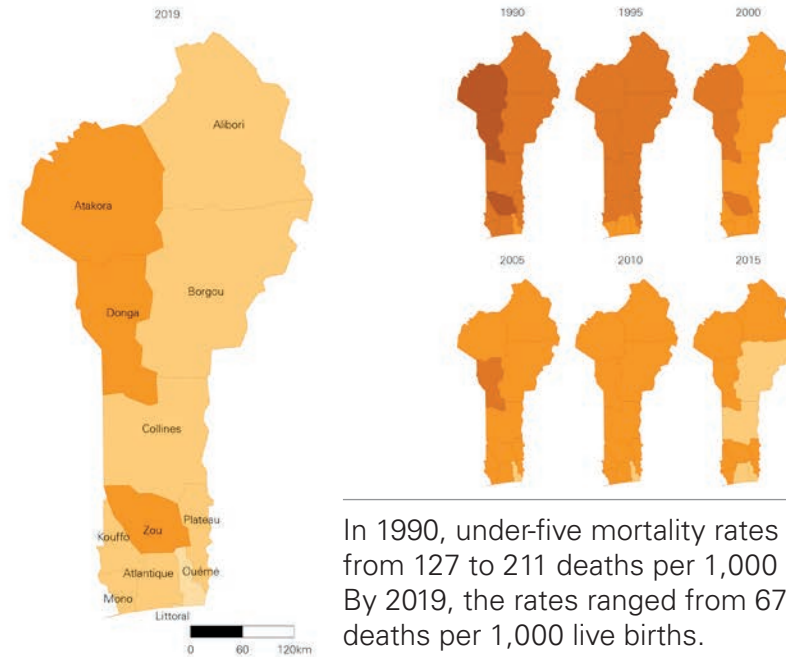 2019
Alibori
Atakora
Borgou
Donga
Collines
Plateau
Zou
Kouffo
Atlantique
Ouémé
Mono
Littoral
0 60 120km
1990 1995 2000
2005 2010 2015
In 1990, under-five mortality rates
from 127 to 211 deaths per 1,000
By 2019, the rates ranged from 67
deaths per 1,000 live births.